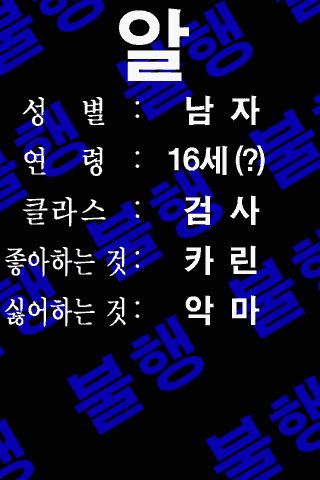 알
성 별 : 남 자
연 령 : 16세 (?)
클라스 : 검 사
좋아하는 것: 카 린
싫어하는 것: 악 마
불행
불행
불행
불행
불행
불행
불행
불행